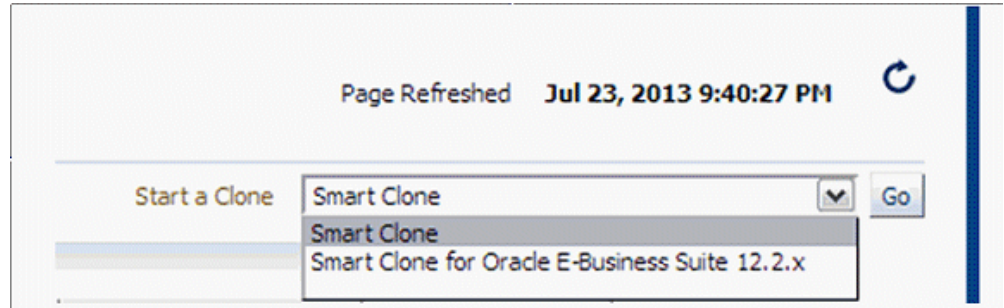 Page Refreshed Jul 23, 2013 9:40:27 PM
Start a Clone Smart Clone Go
Smart Clone
Smart Clone for Oracle E-Business Suite 12.2.x